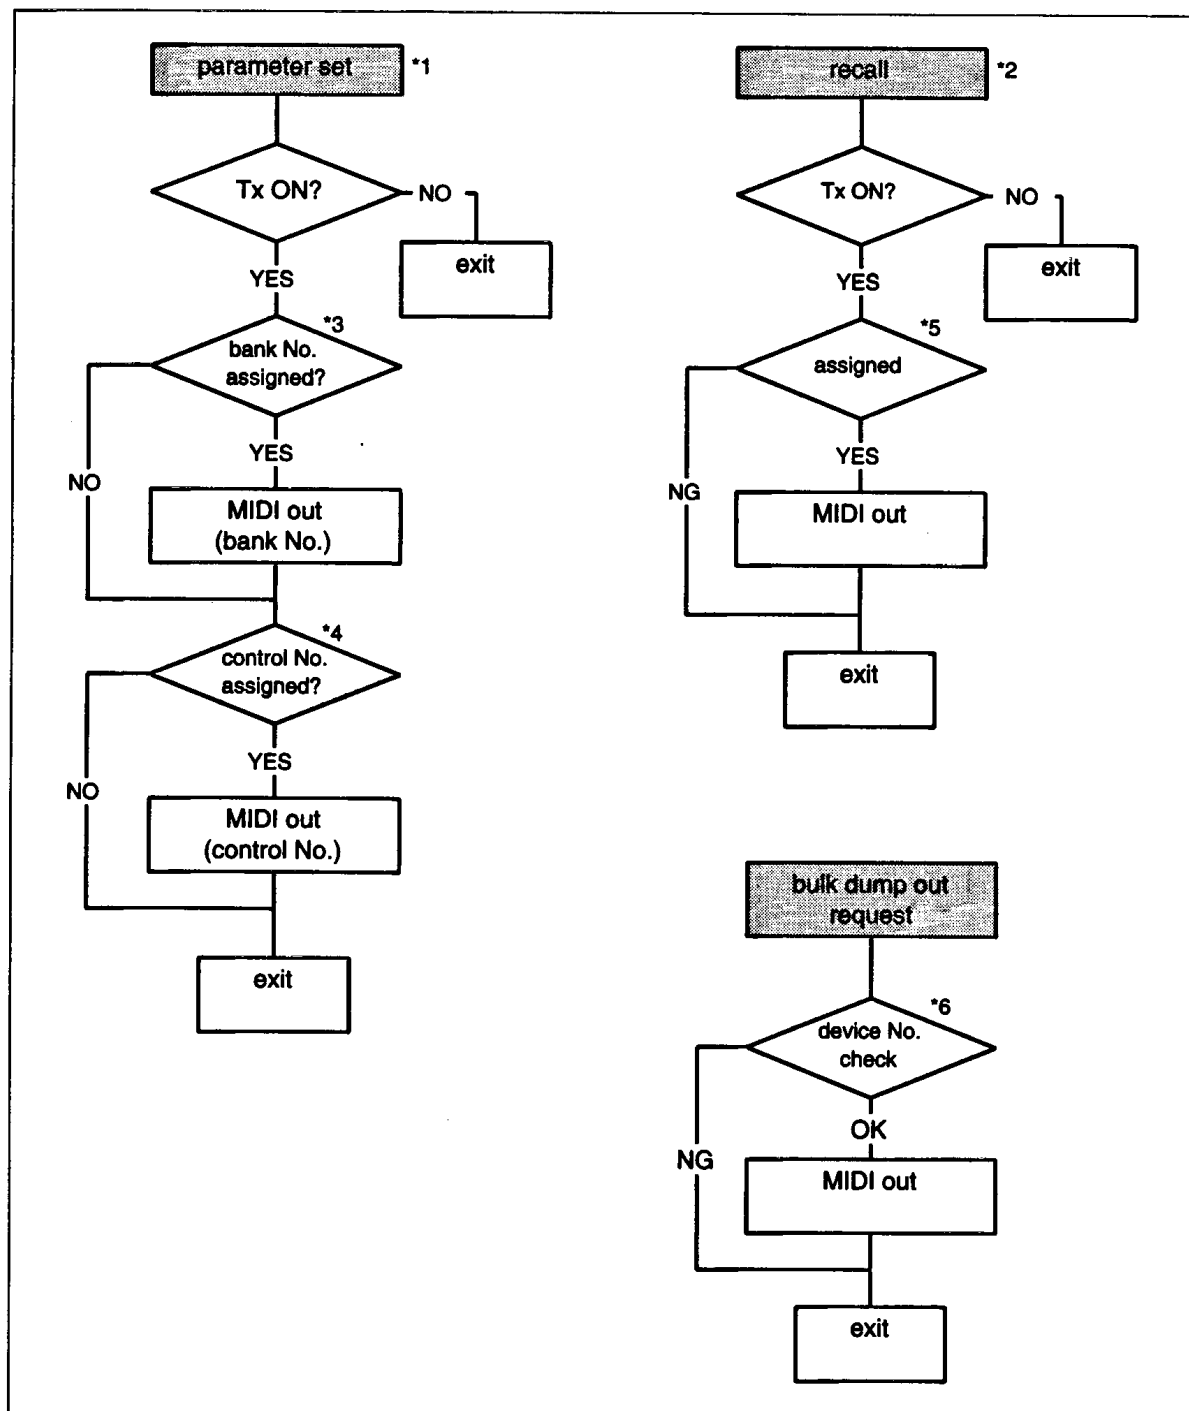 parameter set *1
Tx ON?
NO
exit
YES
*3
bank No.
assigned?
YES
NO
MIDI out
(bank No.)
*4
control No.
assigned?
YES
NO
MIDI out
(control No.)
exit
recall *2
Tx ON?
NO
exit
YES
*5
assigned
YES
NG
MIDI out
exit
bulk dump out
request
*6
device No.
check
OK
NG
MIDI out
exit